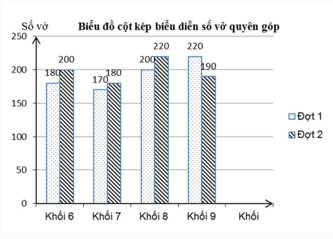 Số vở
Biểu đồ cột kép biểu diễn số vở quyên góp
250
200
150
100
50
0
180 200
170 180
200 220
220 190
Khối 6 Khối 7 Khối 8 Khối 9 Khối
Đợt 1
Đợt 2